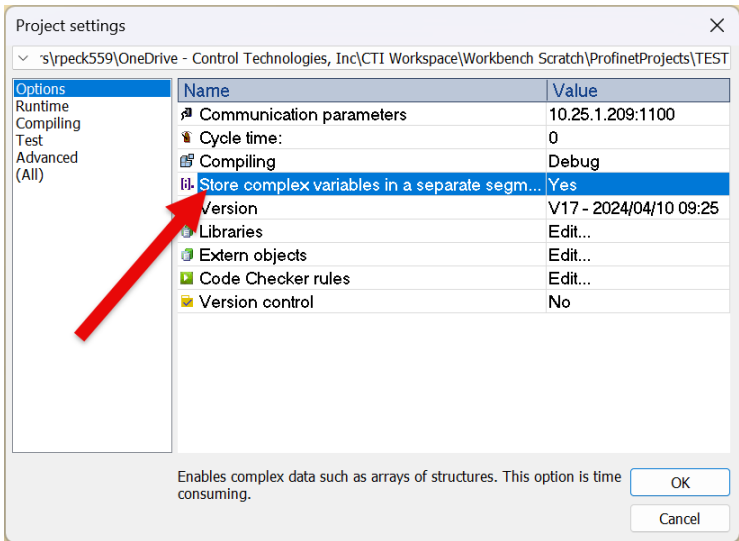 Project settings
's\rpeck559\OneDrive - Control Technologies, Inc\CTI Workspace\Workbench Scratch\ProfinetProjects\TEST
Options
Runtime
Compiling
Test
Advanced
(All)
Name Value
Communication parameters 10.25.1.209:1100
Cycle time: 0
Compiling Debug
Store complex variables in a separate segm... Yes
Version V17 - 2024/04/10 09:25
Libraries Edit...
Extern objects Edit...
Code Checker rules Edit...
Version control No
Enables complex data such as arrays of structures. This option is time
consuming.
OK
Cancel